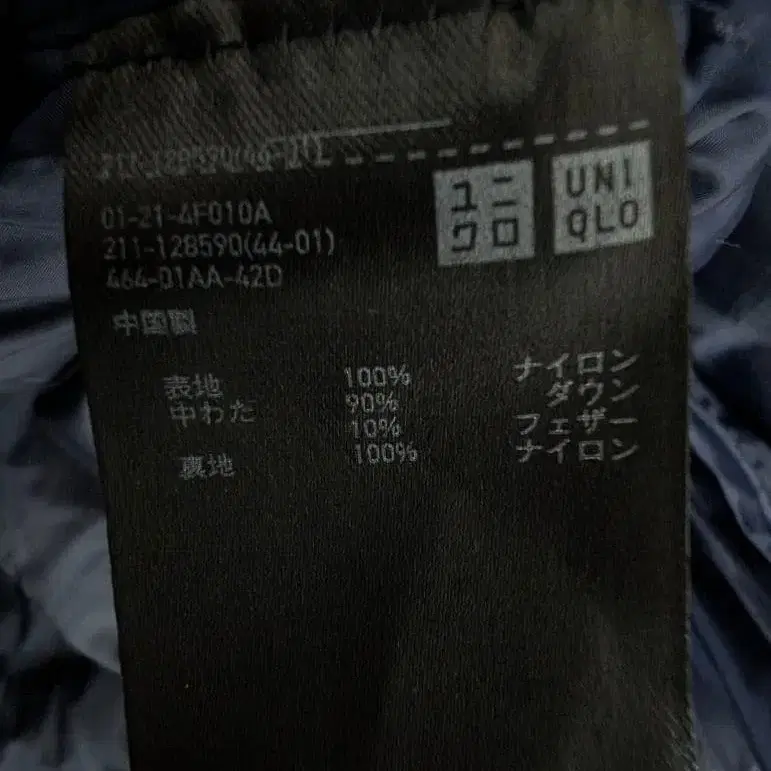 ユニクロ
UNIQLO
01-21-4F010A
211-128590(44-01)
464-01AA-42D
中国製
表地 100% ナイロン
中わた 90% ダウン
10% フェザー
裏地 100% ナイロン